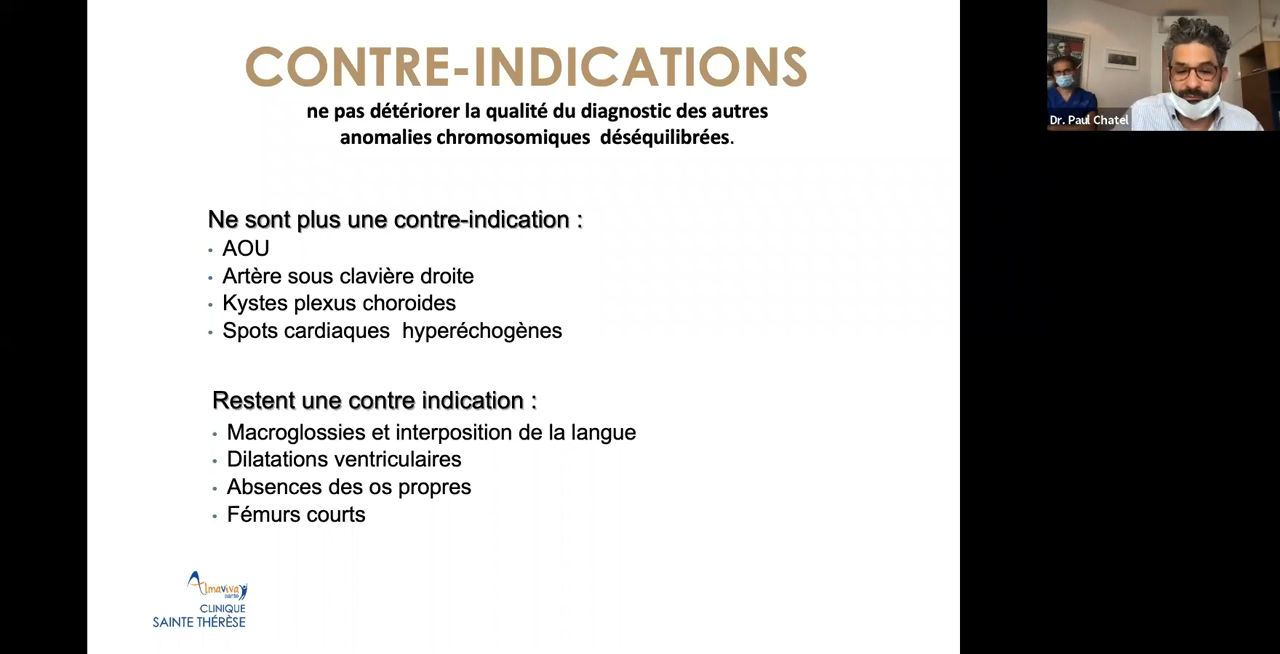 CONTRE-INDICATIONS
ne pas détériorer la qualité du diagnostic des autres
anomalies chromosomiques déséquilibrées.
Dr. Paul Chatel
Ne sont plus une contre-indication :
• AOU
• Artère sous clavière droite
• Kystes plexus choroides
• Spots cardiaques hyperéchogènes
Restent une contre indication :
• Macroglossies et interposition de la langue
• Dilatations ventriculaires
• Absences des os propres
• Fémurs courts
Almaviva
santé
CLINIQUE
SAINTE THÉRÈSE